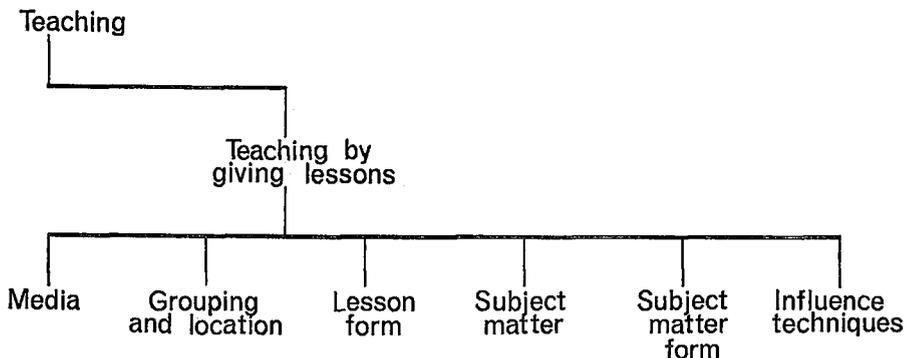 Teaching
Teaching by
giving lessons
Media
Grouping
and location
Lesson
form
Subject
matter
Subject
matter
form
Influence
techniques